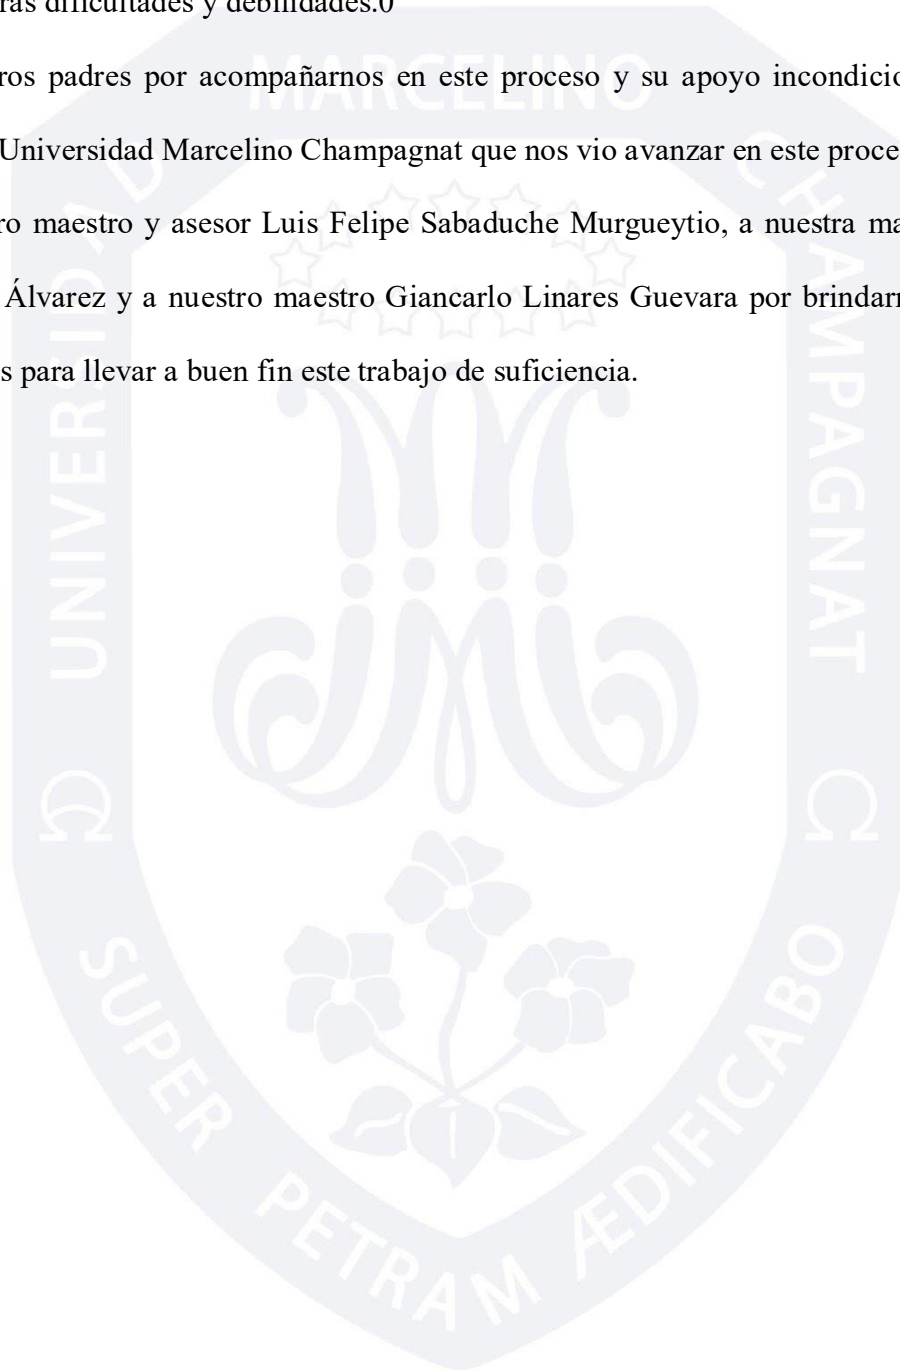 ras dificultades y debilidades.0
ros padres por acompañarnos en este proceso y su apoyo incondicio
Universidad Marcelino Champagnat que nos vio avanzar en este proce
ro maestro y asesor Luis Felipe Sabaduche Murgueytio, a nuestra ma
Álvarez y a nuestro maestro Giancarlo Linares Guevara por brindar
s para llevar a buen fin este trabajo de suficiencia.
UNIVERSIDAD
MARCELINO
CHAMPAGNAT
SUPER PETRAM ÆDIFICABO